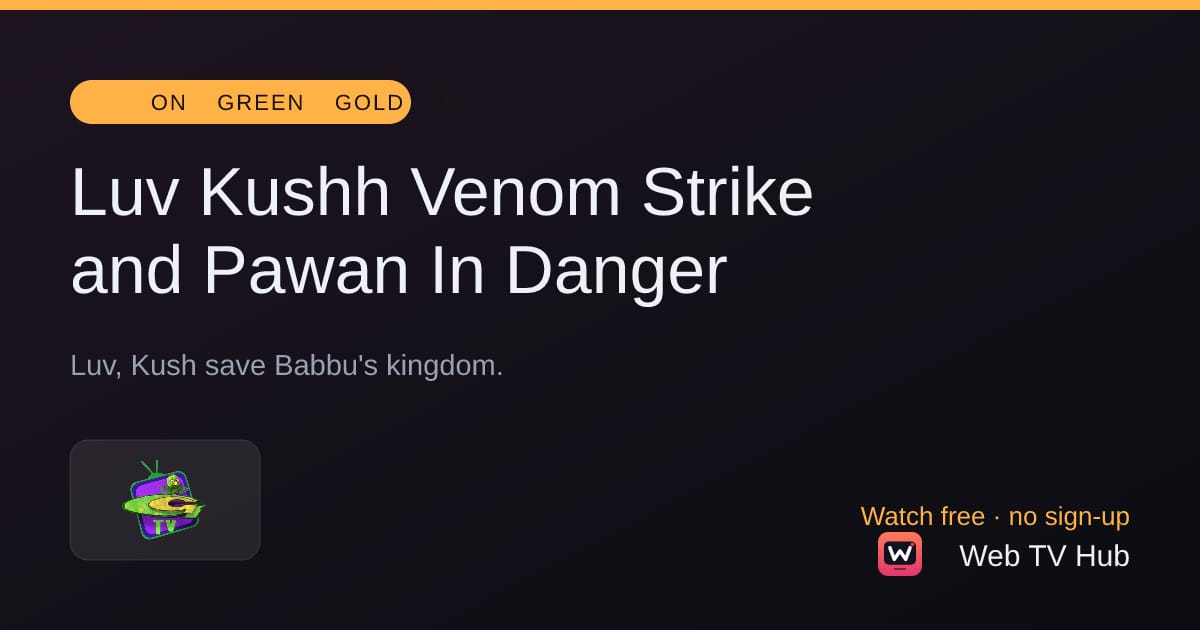 ON GREEN GOLD TV
Luv Kushh Venom Strike
and Pawan In Danger
Luv, Kush save Babbu's kingdom.
TV
Watch free · no sign-up
W
Web TV Hub